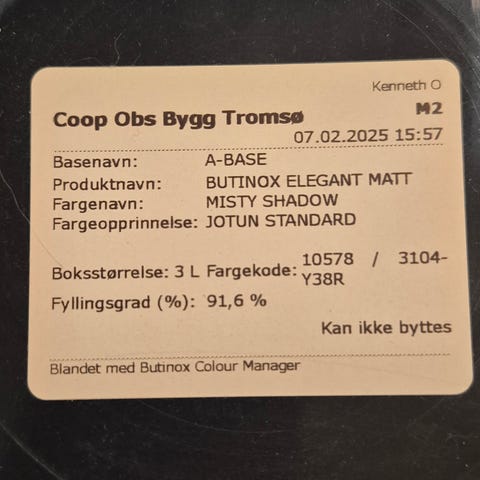 Kenneth O
Coop Obs Bygg Tromsø M2
07.02.2025 15:57
Basenavn: A-BASE
Produktnavn: BUTINOX ELEGANT MATT
Fargenavn: MISTY SHADOW
Fargeopprinnelse: JOTUN STANDARD
Boksstørrelse: 3 L Fargekode: 10578 / 3104-
Y38R
Fyllingsgrad (%): 91,6 %
Kan ikke byttes
Blandet med Butinox Colour Manager